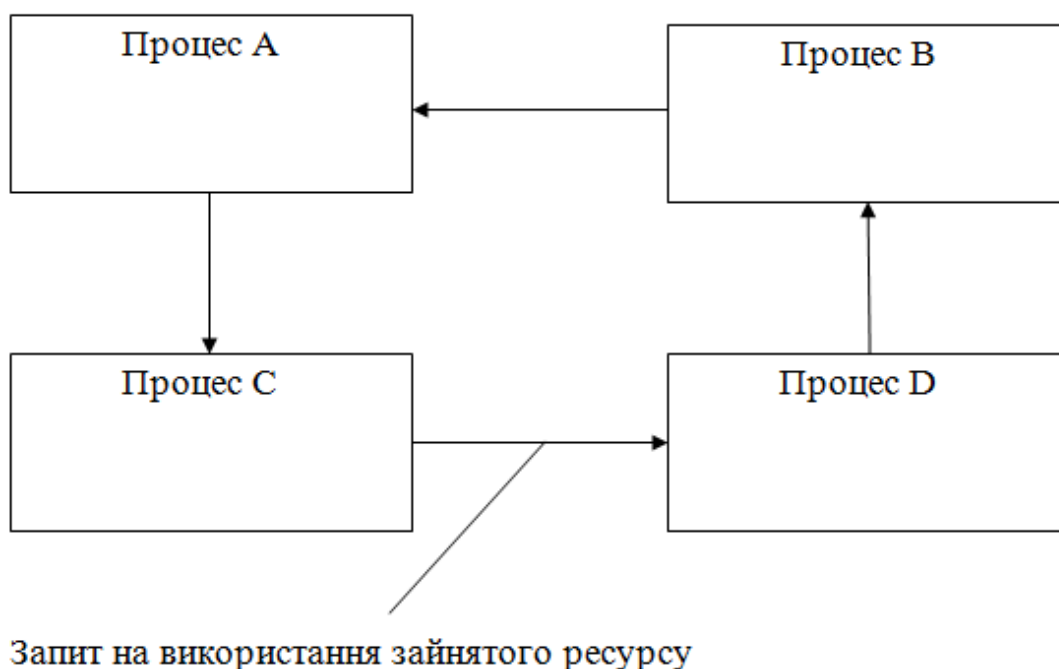 Процес A
Процес B
Процес C
Процес D
Запит на використання зайнятого ресурсу